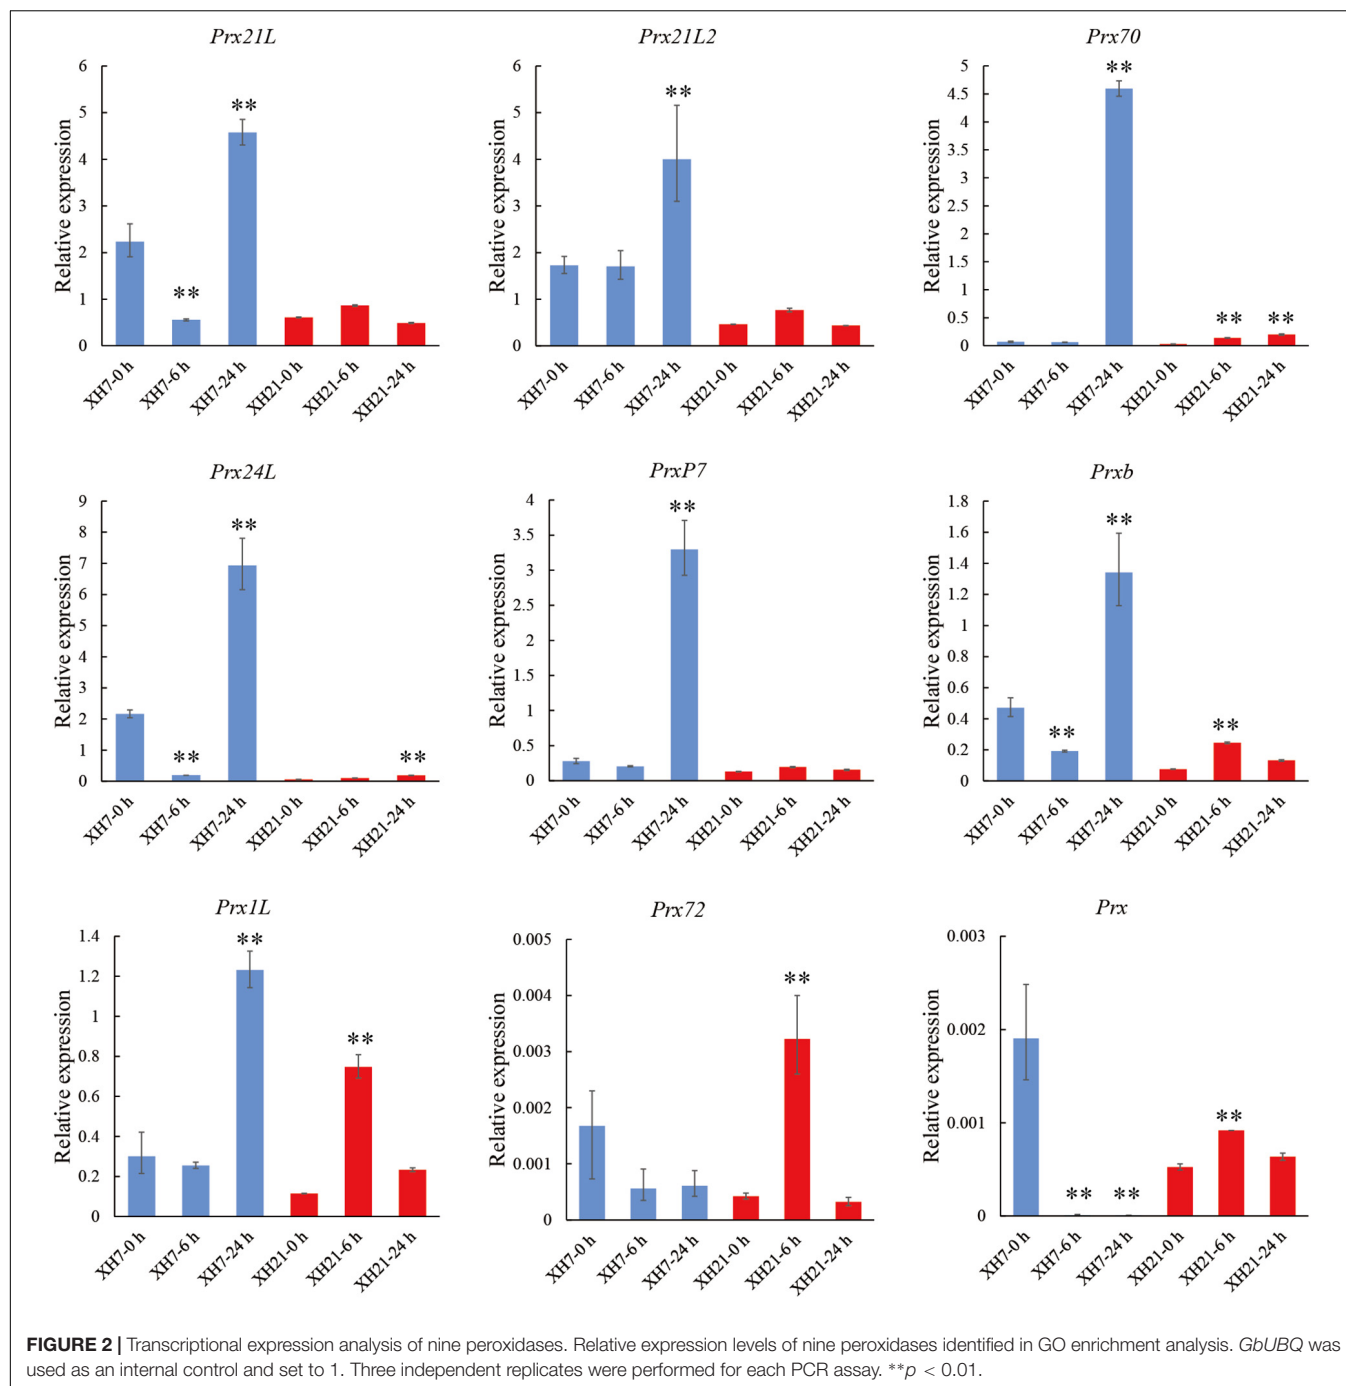 Prx21L
Relative expression
6
5
4
3
2
1
0
**
**
XH7-0 h
XH7-6 h
XH7-24 h
XH21-0 h
XH21-6 h
XH21-24 h
Prx21L2
Relative expression
6
5
4
3
2
1
0
**
XH7-0 h
XH7-6 h
XH7-24 h
XH21-0 h
XH21-6 h
XH21-24 h
Prx70
Relative expression
5
4.5
4
3.5
3
2.5
2
1.5
1
0.5
0
**
**
**
XH7-0 h
XH7-6 h
XH7-24 h
XH21-0 h
XH21-6 h
XH21-24 h
Prx24L
Relative expression
9
8
7
6
5
4
3
2
1
0
**
**
**
XH7-0 h
XH7-6 h
XH7-24 h
XH21-0 h
XH21-6 h
XH21-24 h
PrxP7
Relative expression
4
3.5
3
2.5
2
1.5
1
0.5
0
**
XH7-0 h
XH7-6 h
XH7-24 h
XH21-0 h
XH21-6 h
XH21-24 h
Prxb
Relative expression
1.8
1.6
1.4
1.2
1
0.8
0.6
0.4
0.2
0
**
**
**
XH7-0 h
XH7-6 h
XH7-24 h
XH21-0 h
XH21-6 h
XH21-24 h
Prx1L
Relative expression
1.4
1.2
1
0.8
0.6
0.4
0.2
0
**
**
XH7-0 h
XH7-6 h
XH7-24 h
XH21-0 h
XH21-6 h
XH21-24 h
Prx72
Relative expression
0.005
0.004
0.003
0.002
0.001
0
**
XH7-0 h
XH7-6 h
XH7-24 h
XH21-0 h
XH21-6 h
XH21-24 h
Prx
Relative expression
0.003
0.002
0.001
0
**
**
**
XH7-0 h
XH7-6 h
XH7-24 h
XH21-0 h
XH21-6 h
XH21-24 h
FIGURE 2 | Transcriptional expression analysis of nine peroxidases. Relative expression levels of nine peroxidases identified in GO enrichment analysis. GbUBQ was
used as an internal control and set to 1. Three independent replicates were performed for each PCR assay. **p < 0.01.